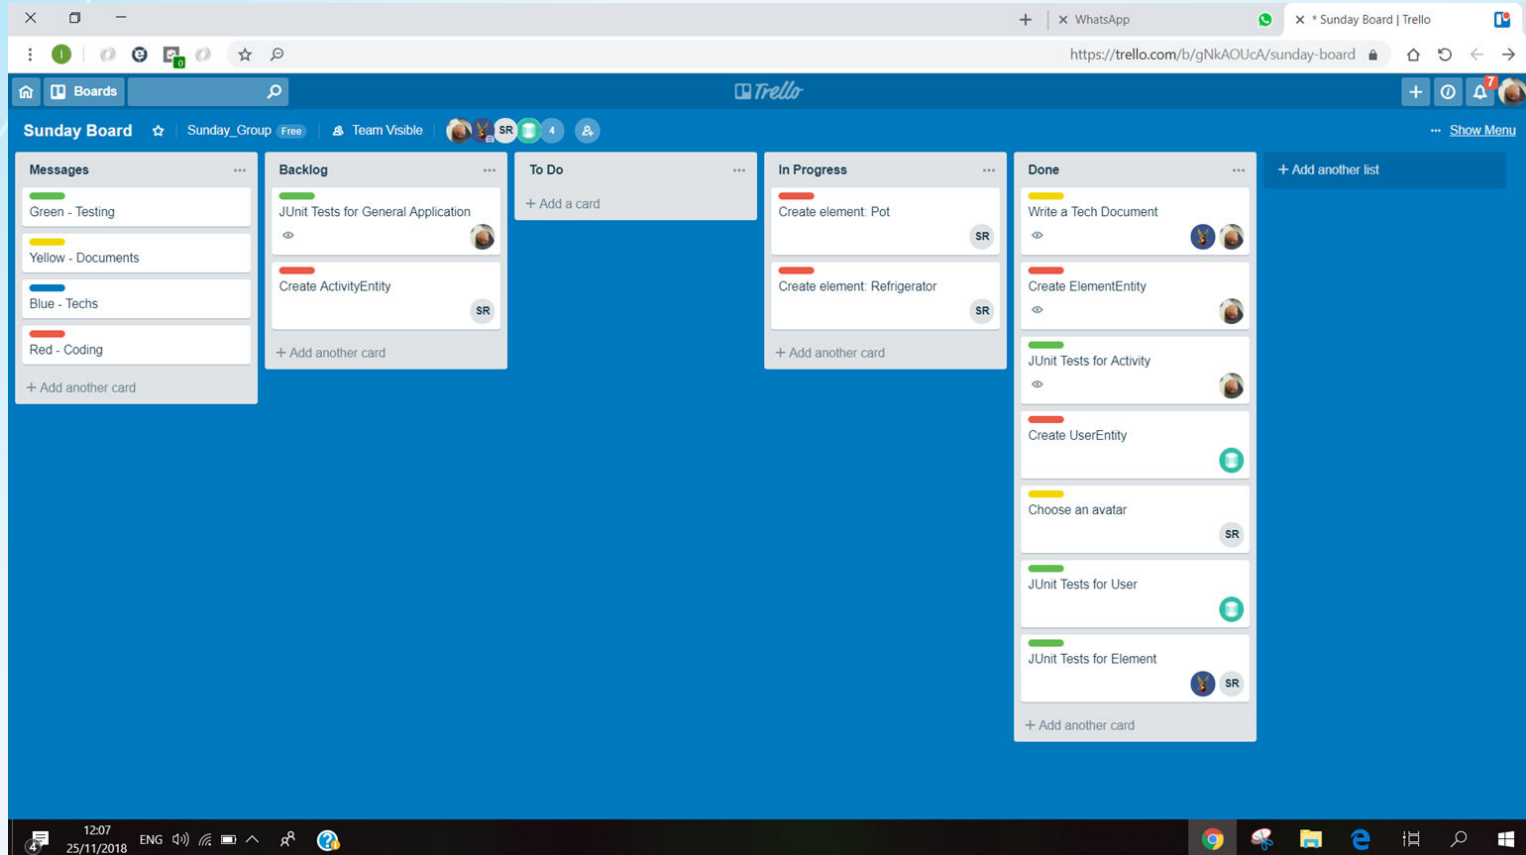 WhatsApp
* Sunday Board | Trello
https://trello.com/b/gNkAOUcA/sunday-board
I
0
Boards
Trello
7
Sunday Board
Sunday_Group Free
Team Visible
SR
4
Show Menu
Messages
Green - Testing
Yellow - Documents
Blue - Techs
Red - Coding
+ Add another card
Backlog
JUnit Tests for General Application
Create ActivityEntity
SR
+ Add another card
To Do
+ Add a card
In Progress
Create element: Pot
SR
Create element: Refrigerator
SR
+ Add another card
Done
Write a Tech Document
Create ElementEntity
JUnit Tests for Activity
Create UserEntity
Choose an avatar
SR
JUnit Tests for User
JUnit Tests for Element
SR
+ Add another card
+ Add another list
4
12:07
25/11/2018
ENG